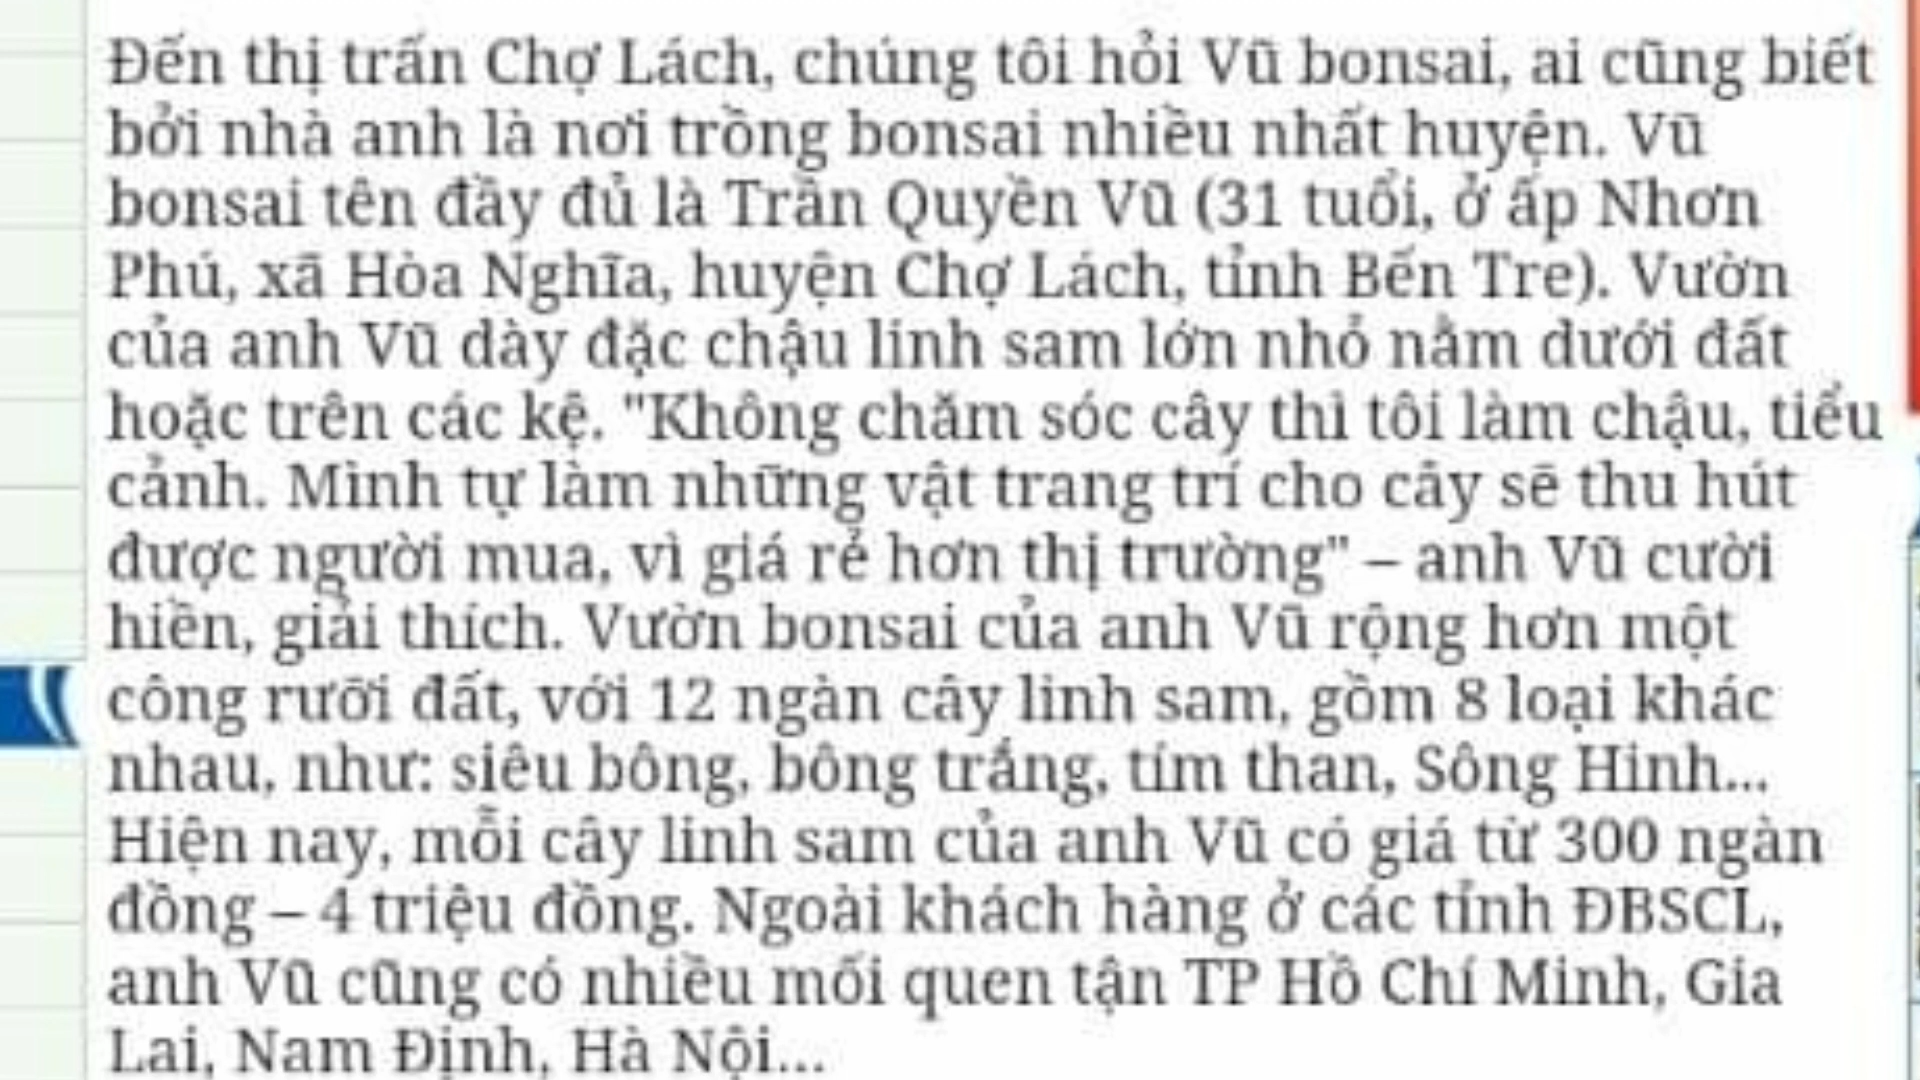 Đến thị trấn Chợ Lách, chúng tôi hỏi Vũ bonsai, ai cũng biết
bởi nhà anh là nơi trồng bonsai nhiều nhất huyện. Vũ
bonsai tên đầy đủ là Trần Quyền Vũ (31 tuổi, ở ấp Nhơn
Phú, xã Hòa Nghĩa, huyện Chợ Lách, tỉnh Bến Tre). Vườn
của anh Vũ dày đặc chậu linh sam lớn nhỏ nằm dưới đất
hoặc trên các kệ. "Không chăm sóc cây thì tôi làm chậu, tiểu
cảnh. Mình tự làm những vật trang trí cho cây sẽ thu hút
được người mua, vì giá rẻ hơn thị trường" – anh Vũ cười
hiền, giải thích. Vườn bonsai của anh Vũ rộng hơn một
công rưỡi đất, với 12 ngàn cây linh sam, gồm 8 loại khác
nhau, như: siêu bông, bông trắng, tím than, Sông Hinh...
Hiện nay, mỗi cây linh sam của anh Vũ có giá từ 300 ngàn
đồng – 4 triệu đồng. Ngoài khách hàng ở các tỉnh ĐBSCL,
anh Vũ cũng có nhiều mối quen tận TP Hồ Chí Minh, Gia
Lai, Nam Định, Hà Nội...